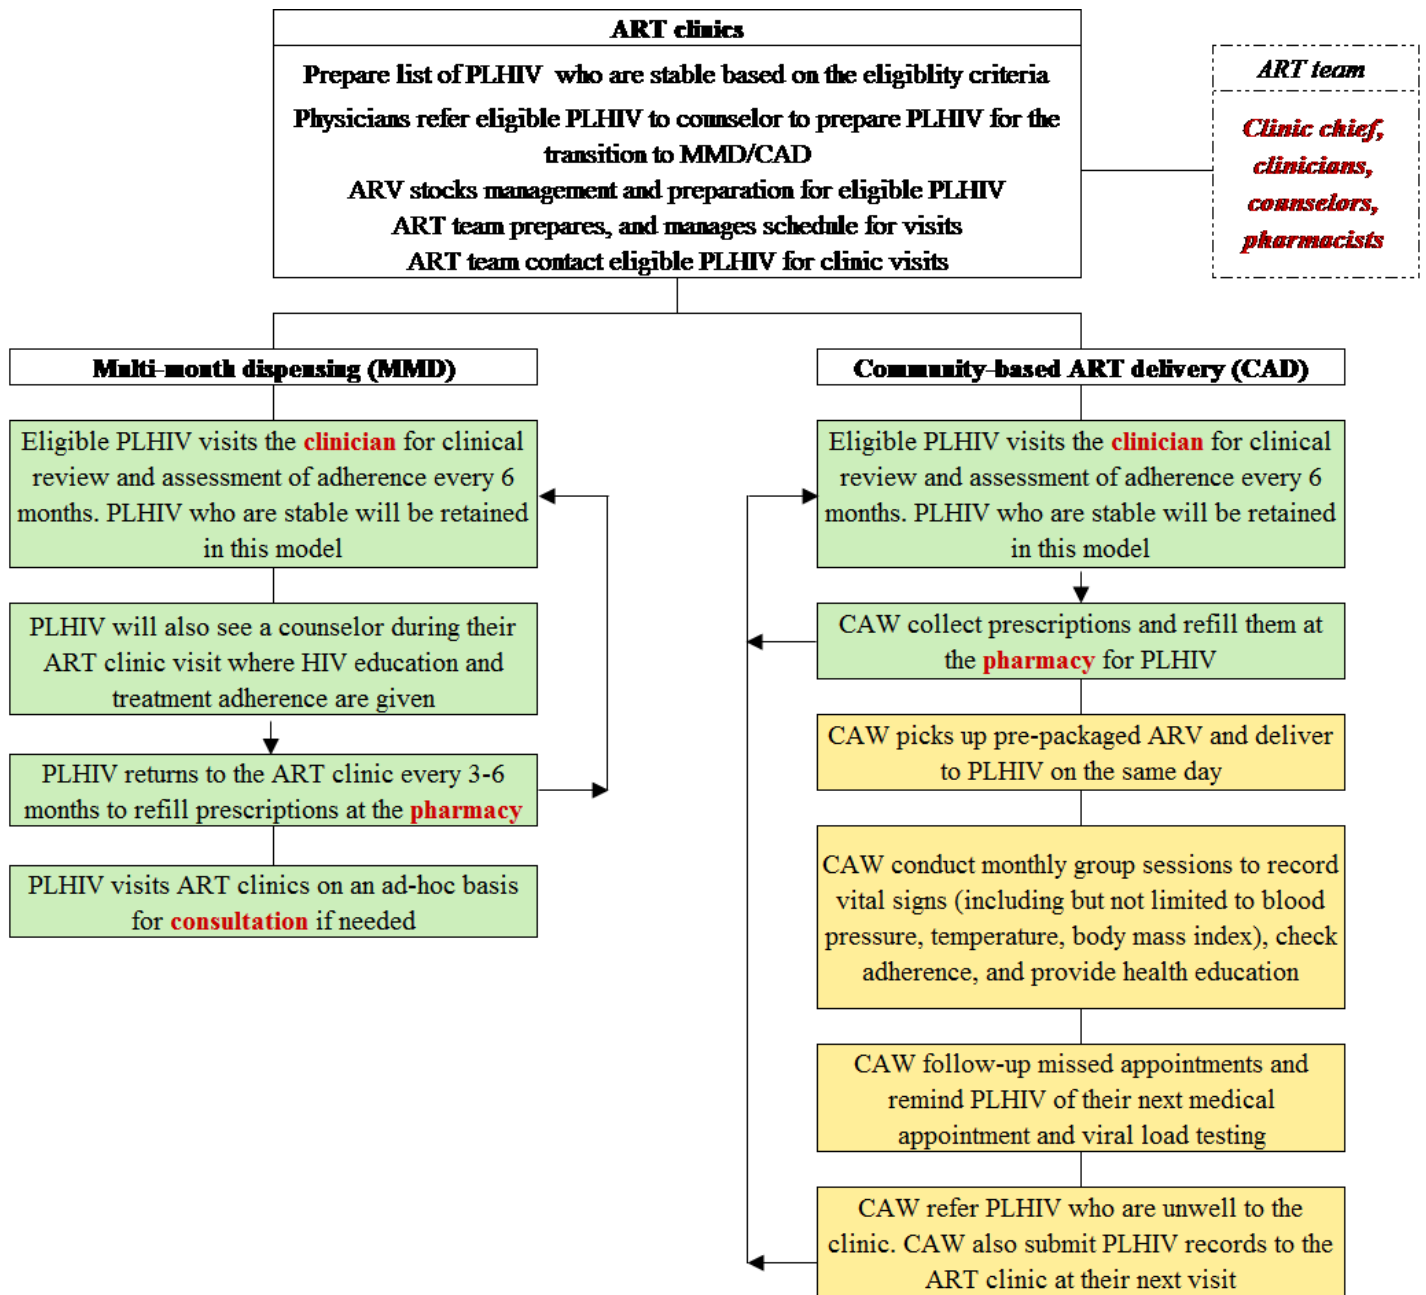 ART clinics
Prepare list of PLHIV who are stable based on the eligiblity criteria
Physicians refer eligible PLHIV to counselor to prepare PLHIV for the
transition to MMD/CAD
ARV stocks management and preparation for eligible PLHIV
ART team prepares, and manages schedule for visits
ART team contact eligible PLHIV for clinic visits
ART team
Clinic chief,
clinicians,
counselors,
pharmacists
Multi-month dispensing (MMD)
Eligible PLHIV visits the clinician for clinical
review and assessment of adherence every 6
months. PLHIV who are stable will be retained
in this model
PLHIV will also see a counselor during their
ART clinic visit where HIV education and
treatment adherence are given
PLHIV returns to the ART clinic every 3-6
months to refill prescriptions at the pharmacy
PLHIV visits ART clinics on an ad-hoc basis
for consultation if needed
Community-based ART delivery (CAD)
Eligible PLHIV visits the clinician for clinical
review and assessment of adherence every 6
months. PLHIV who are stable will be retained
in this model
CAW collect prescriptions and refill them at
the pharmacy for PLHIV
CAW picks up pre-packaged ARV and deliver
to PLHIV on the same day
CAW conduct monthly group sessions to record
vital signs (including but not limited to blood
pressure, temperature, body mass index), check
adherence, and provide health education
CAW follow-up missed appointments and
remind PLHIV of their next medical
appointment and viral load testing
CAW refer PLHIV who are unwell to the
clinic. CAW also submit PLHIV records to the
ART clinic at their next visit